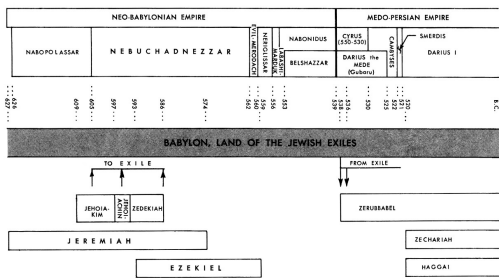 NEO-BABYLONIAN EMPIRE
MEDO-PERSIAN EMPIRE
NABOPOLASSAR
NEBUCHADNEZZAR
EVIL-MERODACH
NERIGLISSAR
LABASHI-
MARDUK
NABONIDUS
BELSHAZZAR
CYRUS
(550-530)
DARIUS the
MEDE
(Gubaru)
CAMBYSES
SMERDIS
DARIUS I
627
626
609
605
597
593
586
574
562
560
559
556
553
539
538
536
530
525
522
521
520
B.C.
BABYLON, LAND OF THE JEWISH EXILES
TO EXILE
FROM EXILE
JEHOIA-
KIM
JEHOI-
ACHIN
ZEDEKIAH
ZERUBBABEL
JEREMIAH
ZECHARIAH
EZEKIEL
HAGGAI